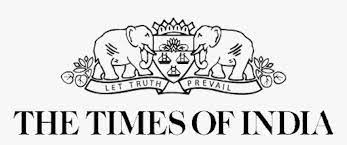 LET TRUTH PREVAIL
THE TIMES OF INDIA